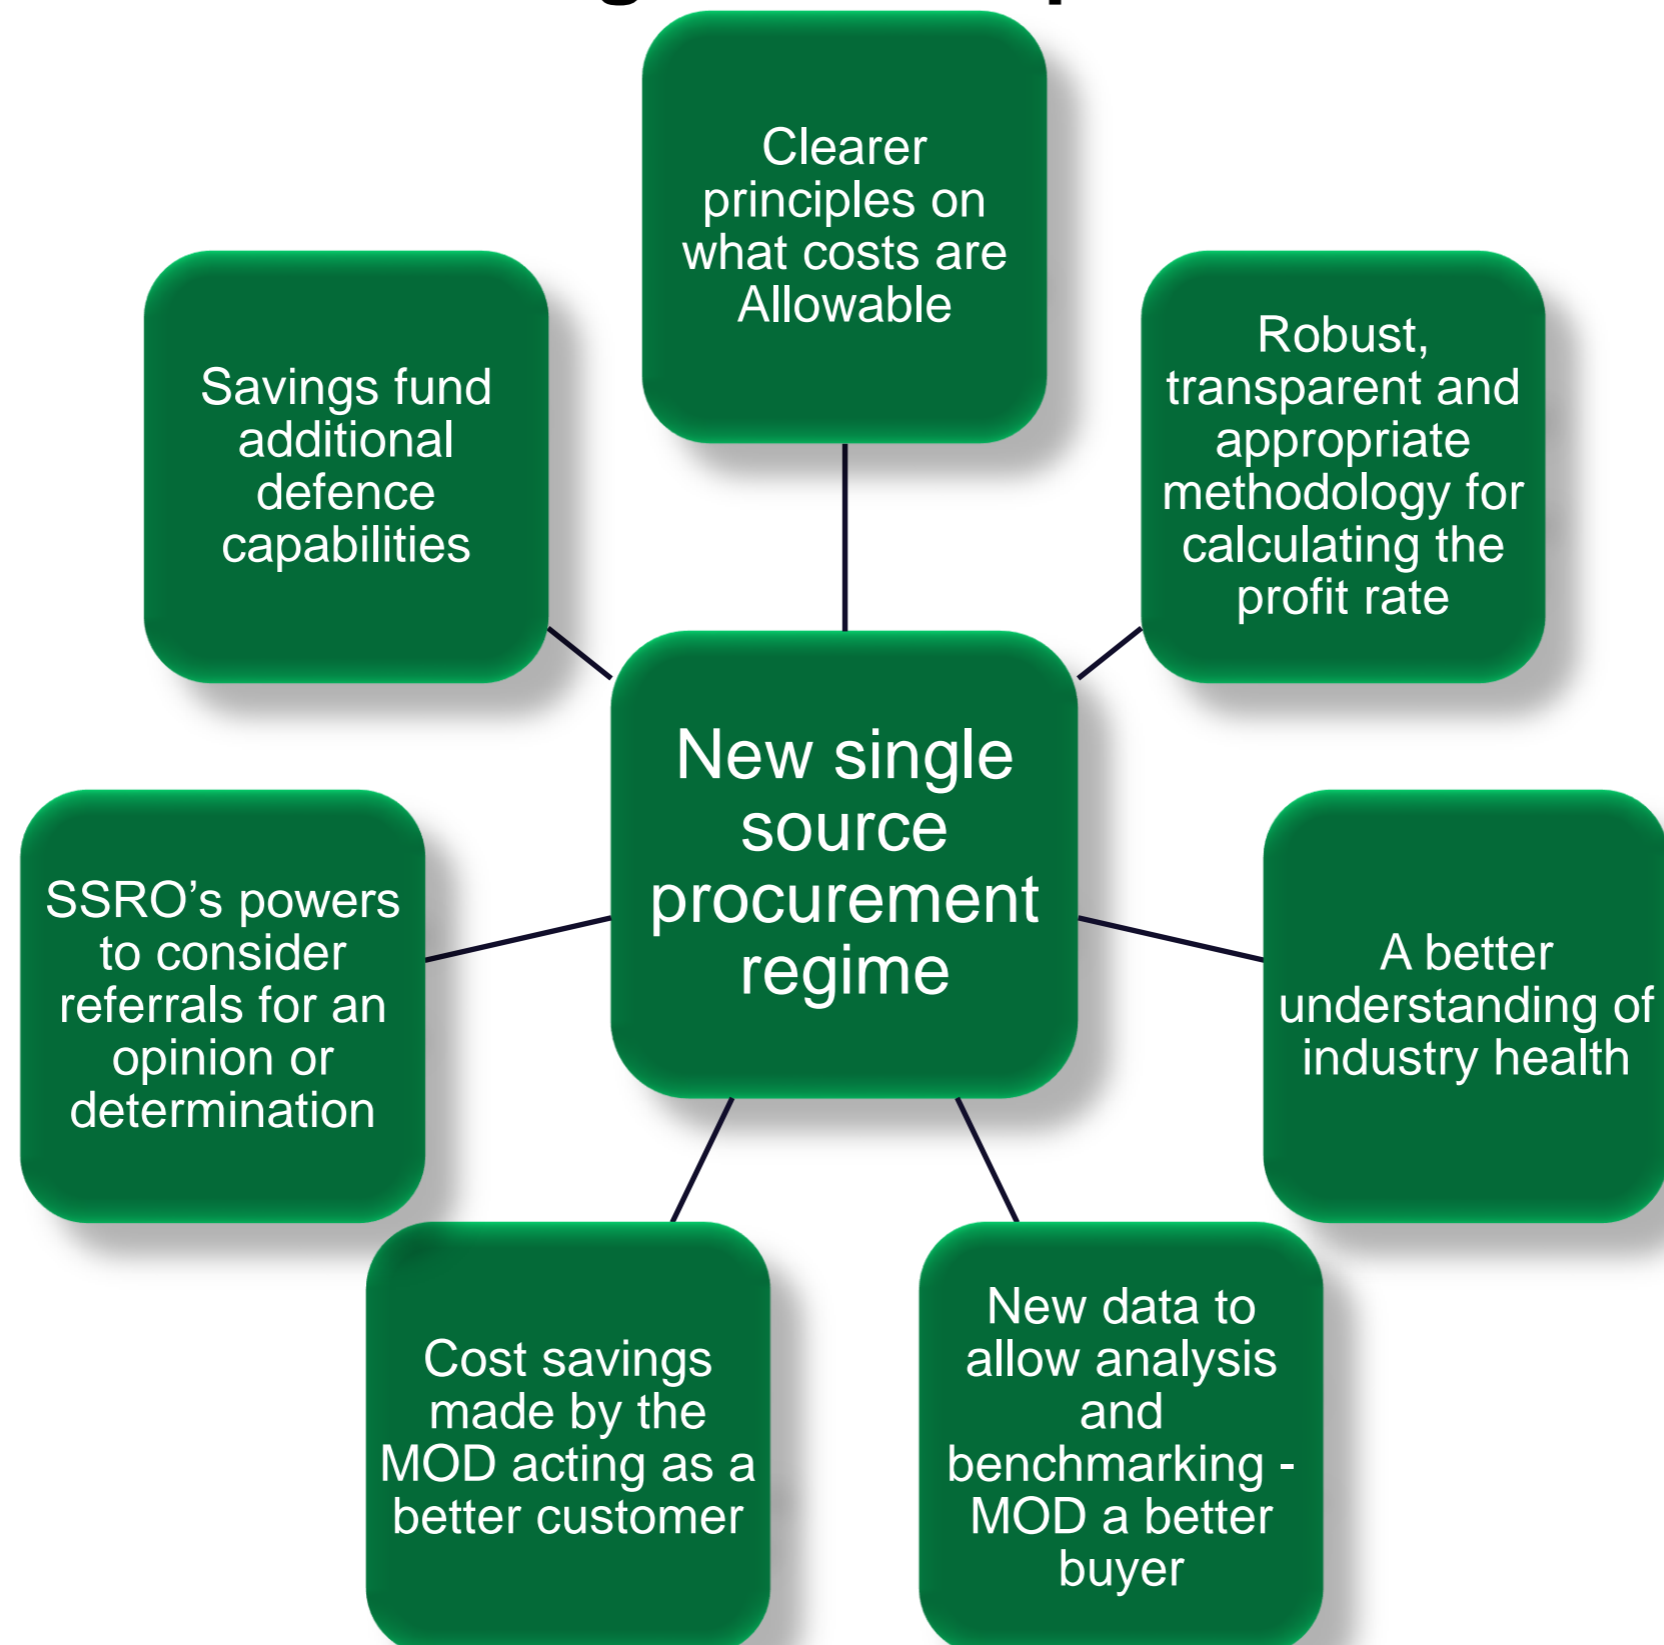 Clearer
principles on
what costs are
Allowable
Robust,
transparent and
appropriate
methodology for
calculating the
profit rate
Savings fund
additional
defence
capabilities
New single
source
procurement
regime
A better
understanding of
industry health
SSRO’s powers
to consider
referrals for an
opinion or
determination
New data to
allow analysis
and
benchmarking -
MOD a better
buyer
Cost savings
made by the
MOD acting as a
better customer